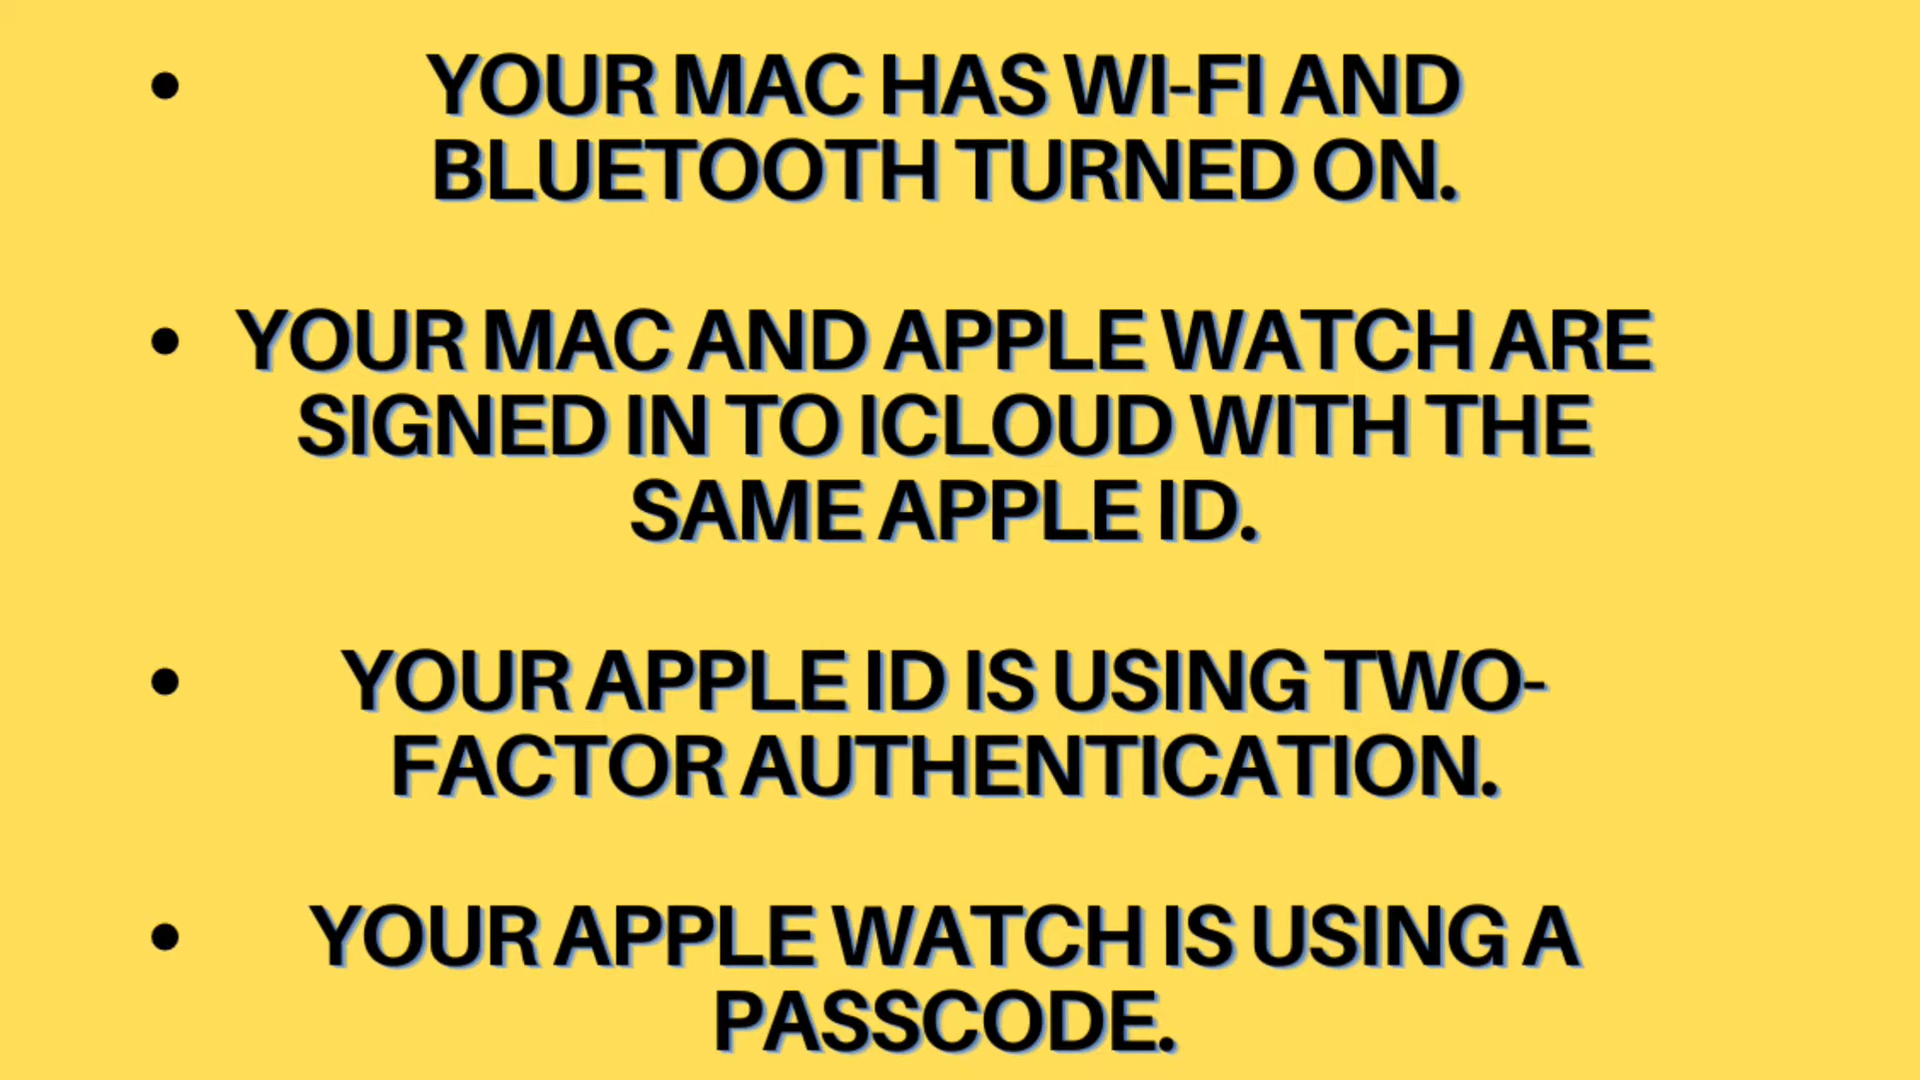 • YOUR MAC HAS WI-FI AND
BLUETOOTH TURNED ON.
• YOUR MAC AND APPLE WATCH ARE
SIGNED IN TO ICLOUD WITH THE
SAME APPLE ID.
• YOUR APPLE ID IS USING TWO-
FACTOR AUTHENTICATION.
• YOUR APPLE WATCH IS USING A
PASSCODE.